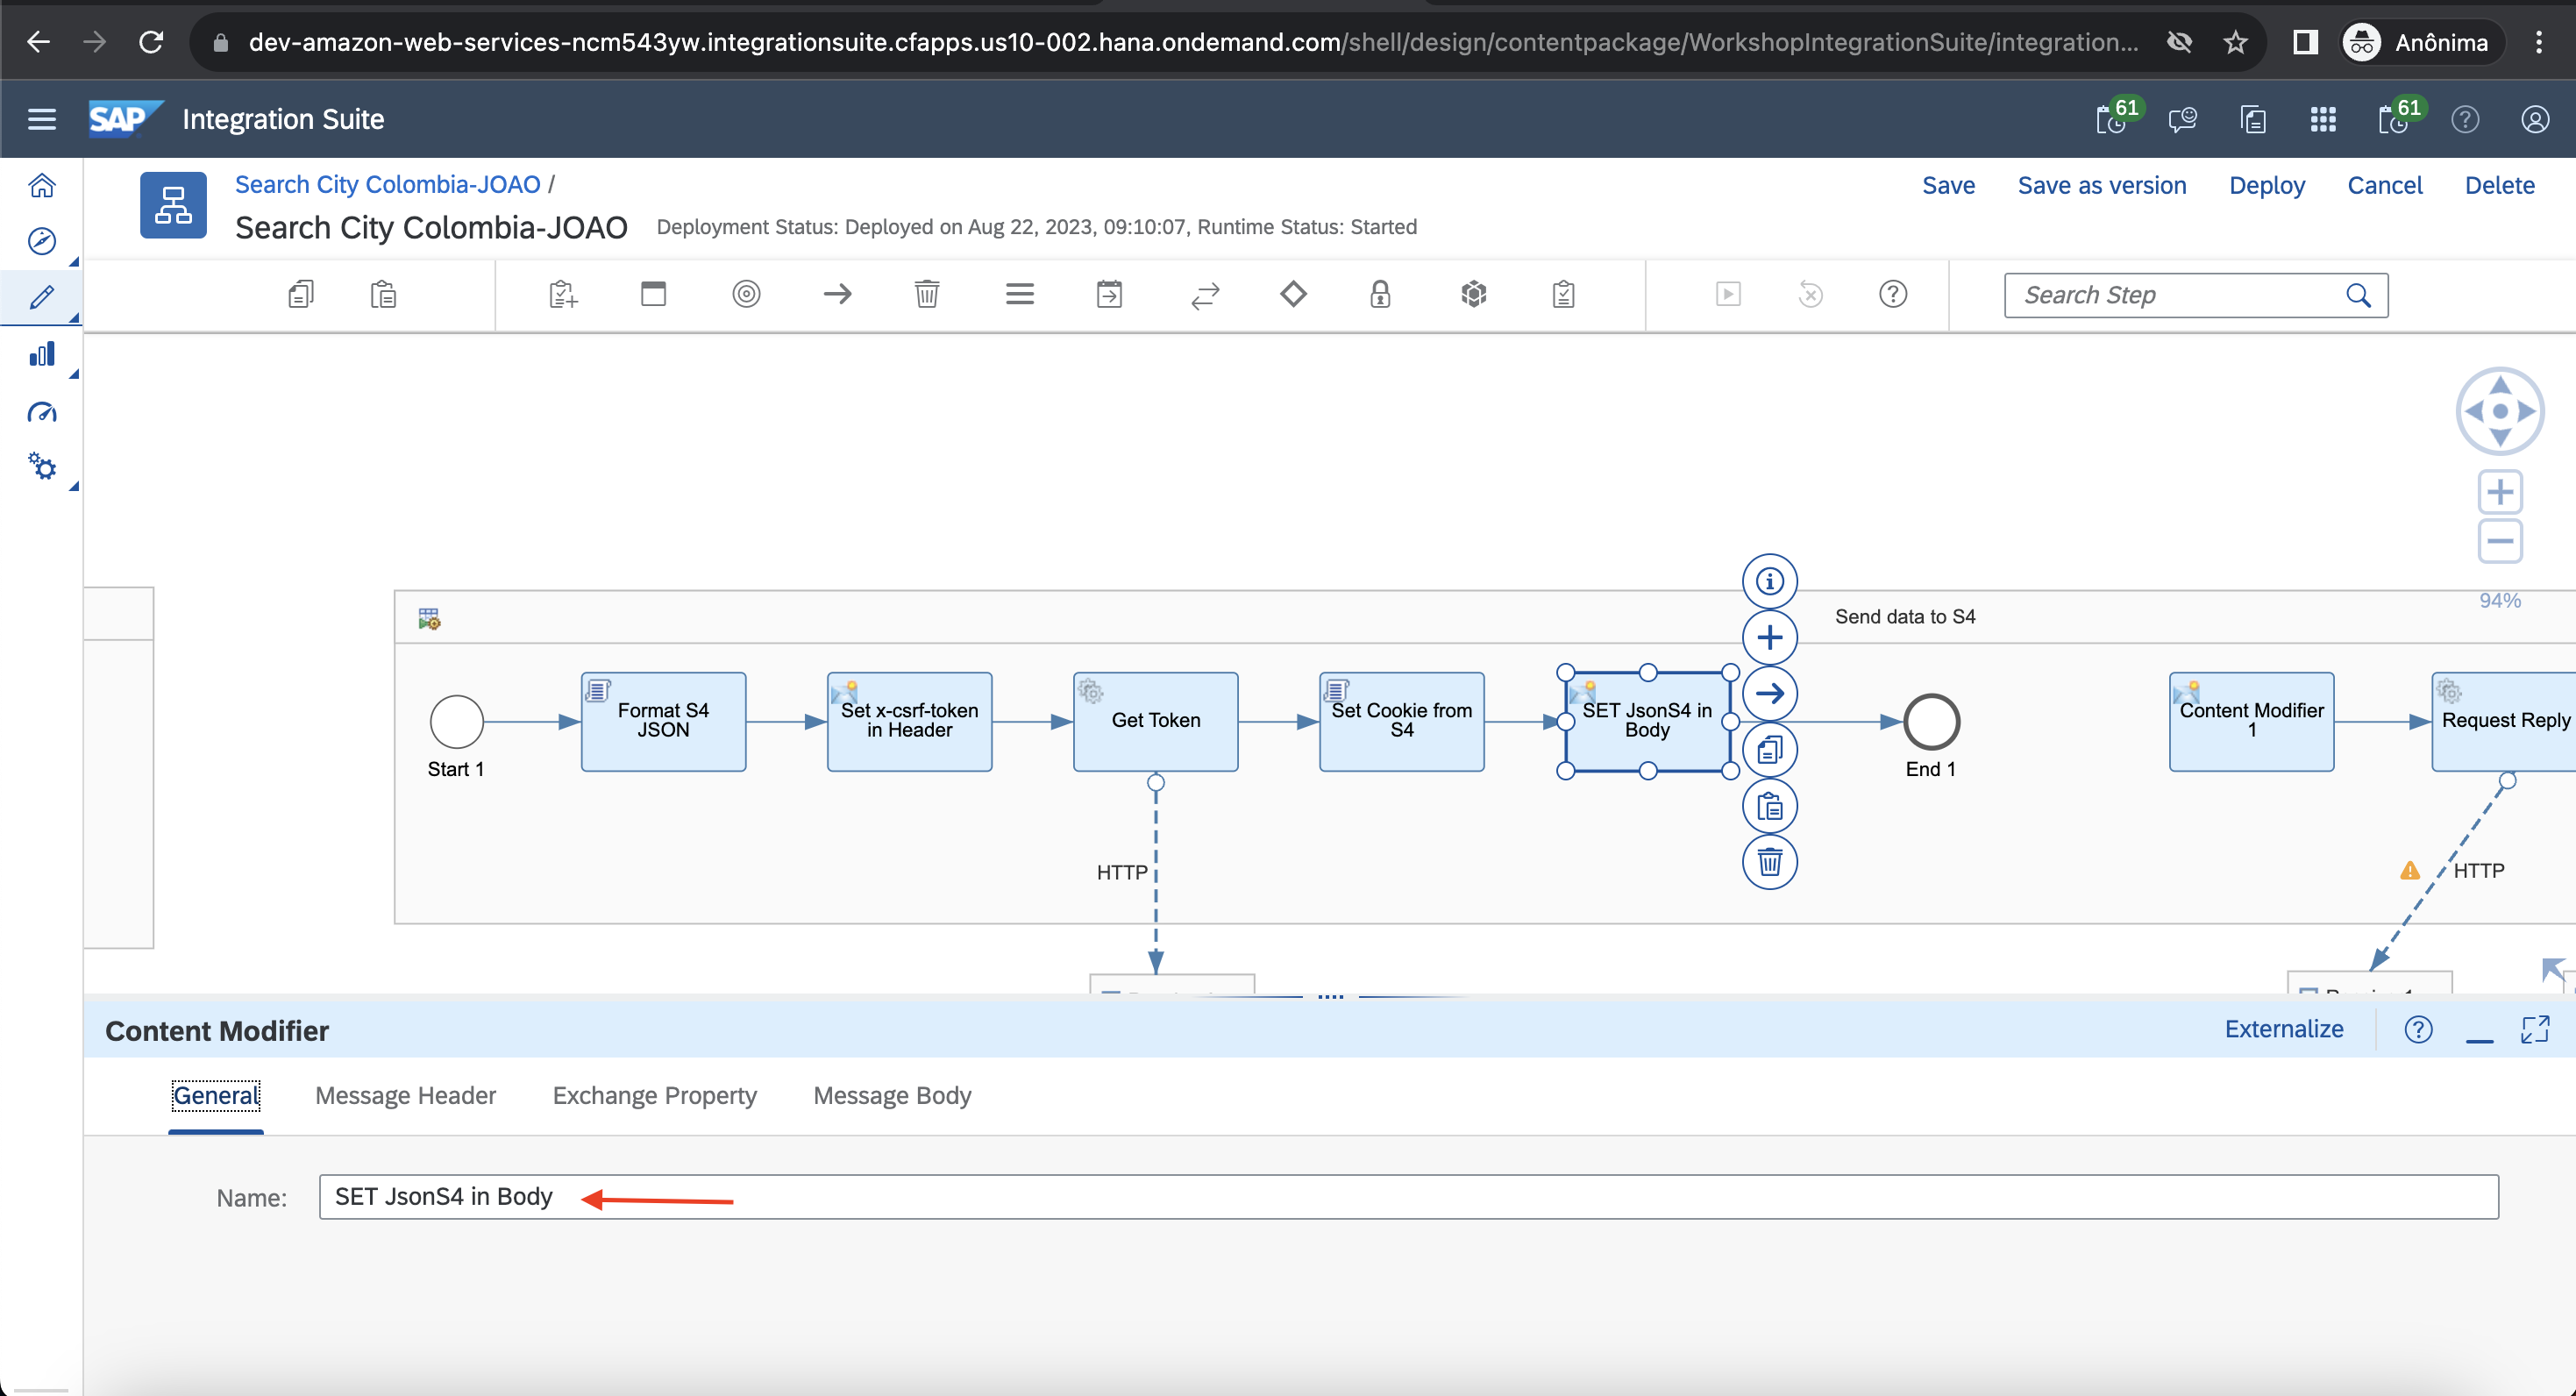 dev-amazon-web-services-ncm543yw.integrationsuite.cfapps.us10-002.hana.ondemand.com/shell/design/contentpackage/WorkshopIntegrationSuite/integration...
Anônima
SAP Integration Suite
61
61
Search City Colombia-JOAO /
Search City Colombia-JOAO
Deployment Status: Deployed on Aug 22, 2023, 09:10:07, Runtime Status: Started
Save
Save as version
Deploy
Cancel
Delete
Search Step
94%
Send data to S4
Start 1
Format S4
JSON
Set x-csrf-token
in Header
Get Token
Set Cookie from
S4
SET JsonS4 in
Body
End 1
Content Modifier
1
Request Reply
HTTP
HTTP
Content Modifier
Externalize
General
Message Header
Exchange Property
Message Body
Name:
SET JsonS4 in Body